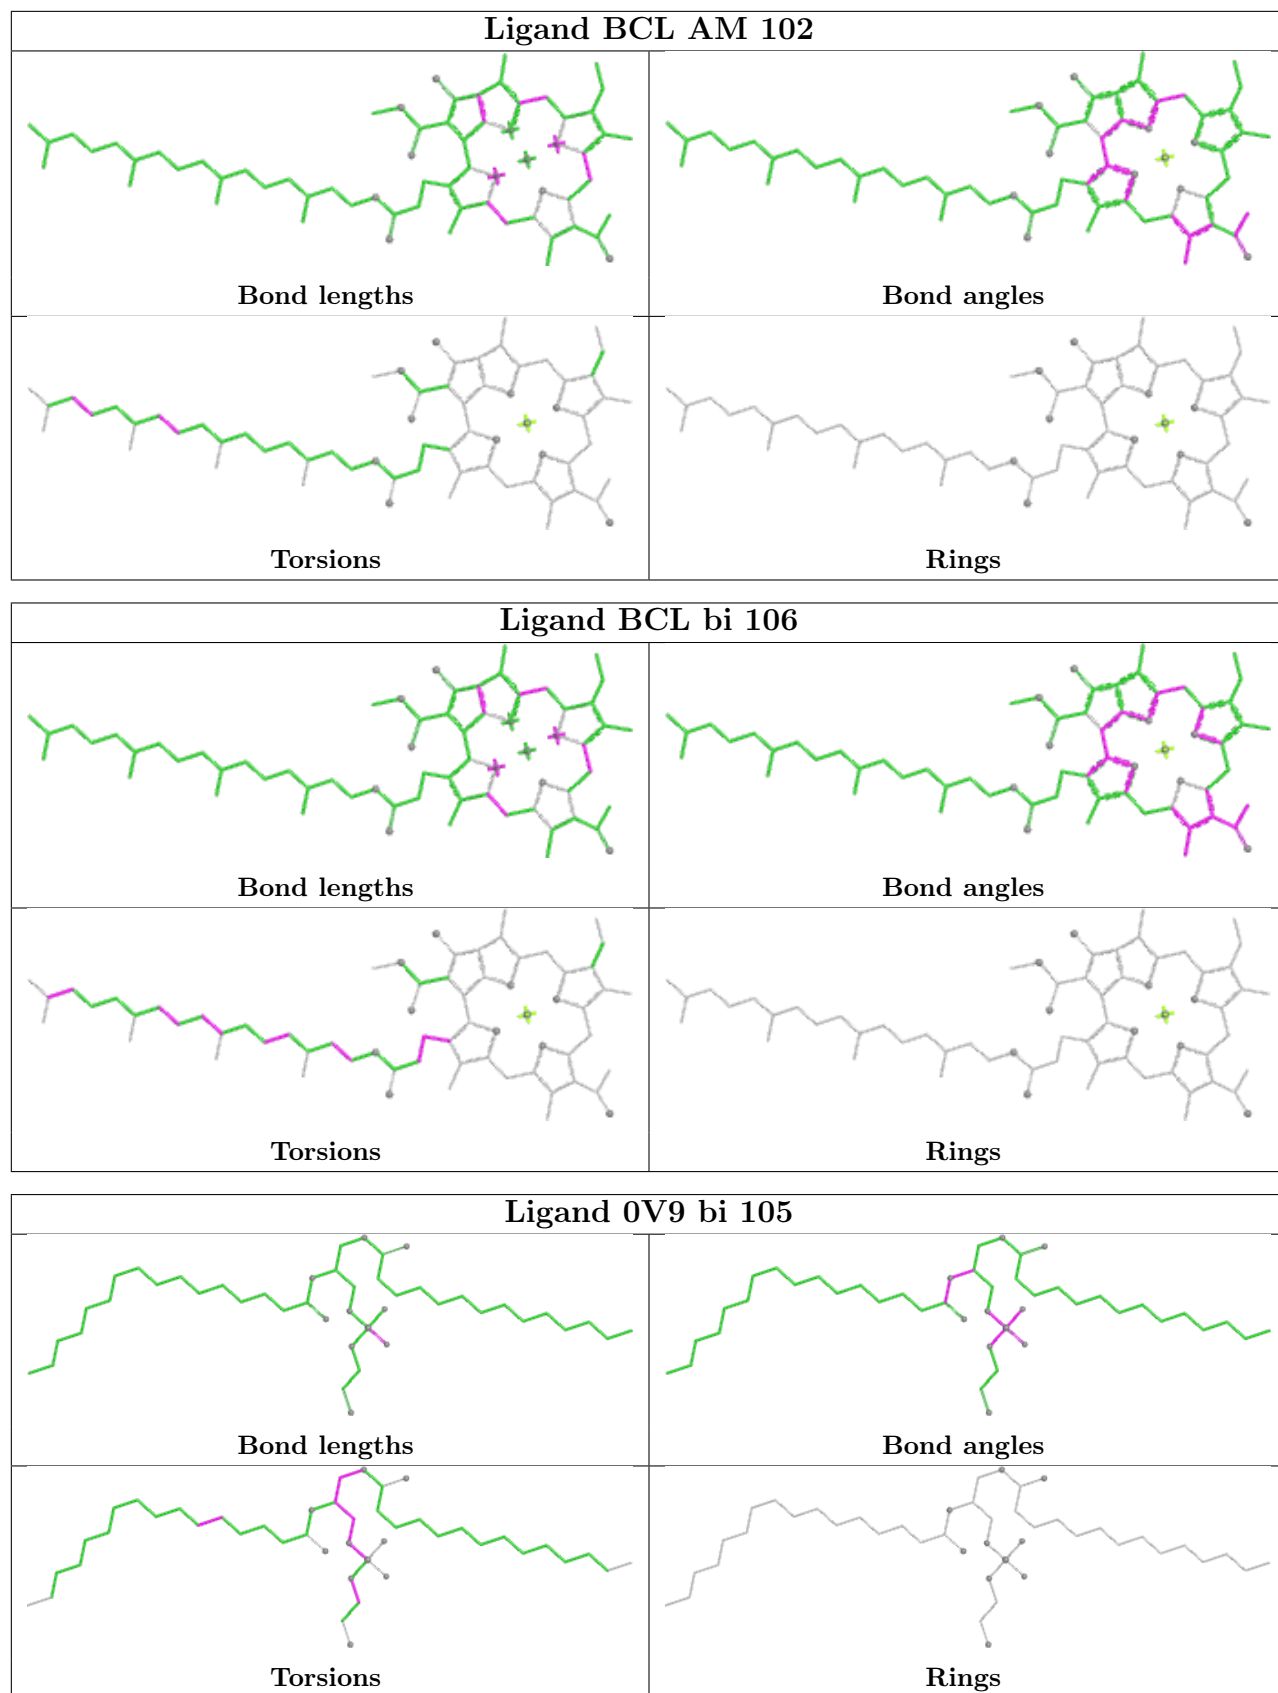 Ligand BCL AM 102
Bond lengths
Bond angles
Torsions
Rings
Ligand BCL bi 106
Bond lengths
Bond angles
Torsions
Rings
Ligand 0V9 bi 105
Bond lengths
Bond angles
Torsions
Rings